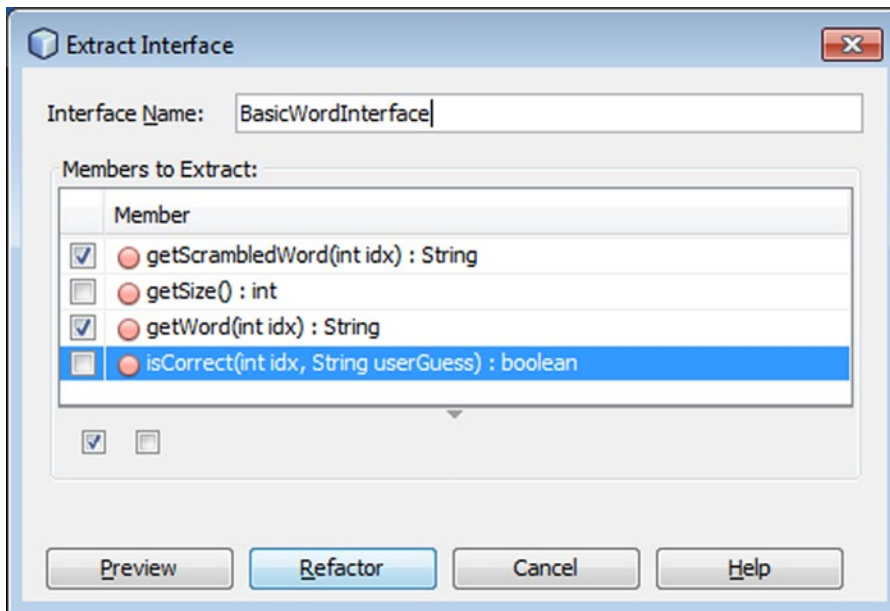 Extract Interface
Interface Name: BasicWordInterface
Members to Extract:
Member
getScrambledWord(int idx) : String
getSize() : int
getWord(int idx) : String
isCorrect(int idx, String userGuess) : boolean
Preview Refactor Cancel Help